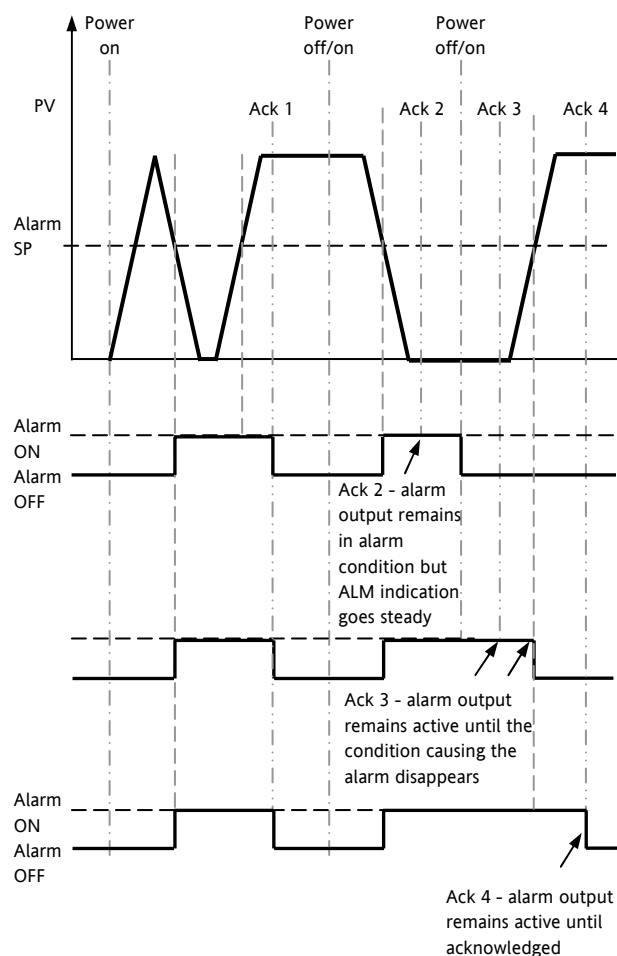 Power
on
Power
off/on
Power
off/on
PV
Ack 1
Ack 2
Ack 3
Ack 4
Alarm
SP
Alarm
ON
Alarm
OFF
Ack 2 - alarm
output remains
in alarm
condition but
ALM indication
goes steady
Ack 3 - alarm output
remains active until the
condition causing the
alarm disappears
Alarm
ON
Alarm
OFF
Ack 4 - alarm output
remains active until
acknowledged